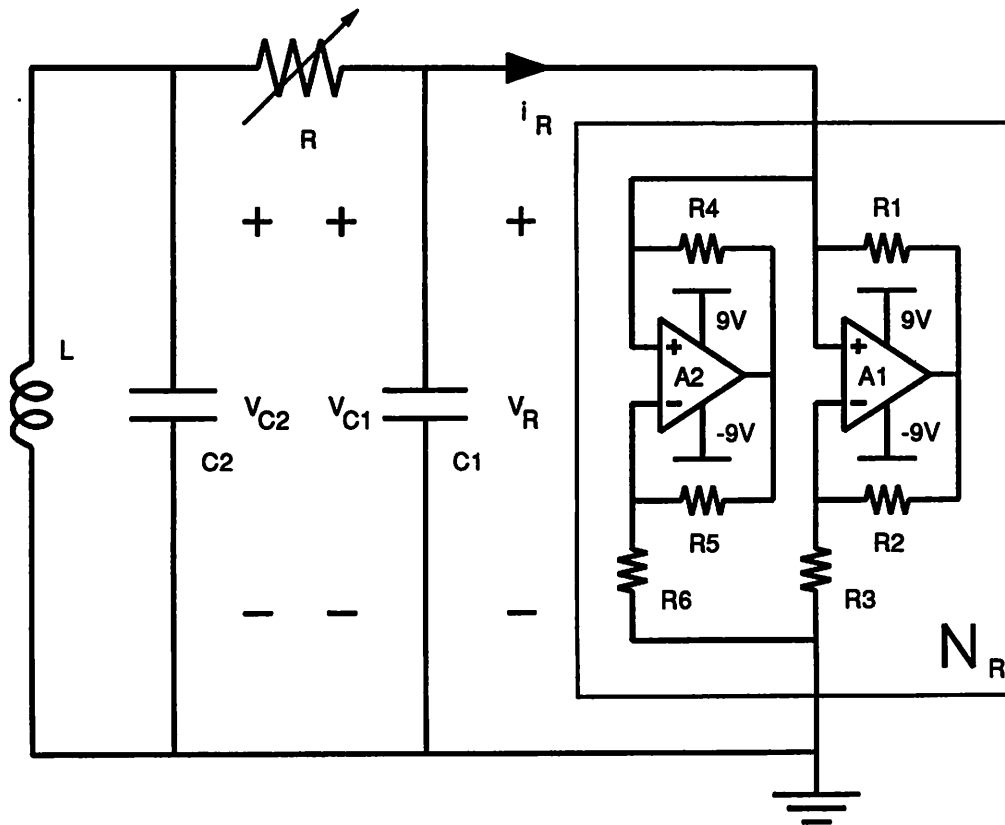 R
i R
R4
R1
+
+
+
9V
9V
L
+
+
A2
A1
V C2
V C1
V R
−
−
-9V
-9V
C2
C1
R5
R2
R6
R3
−
−
−
N R